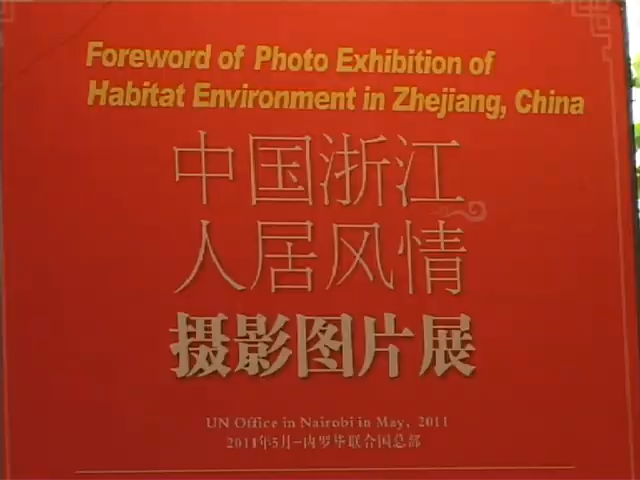 Foreword of Photo Exhibition of
Habitat Environment in Zhejiang, China
中国浙江
人居风情
摄影图片展
UN Office in Nairobi in May, 2011
2011年5月-内罗毕联合国总部